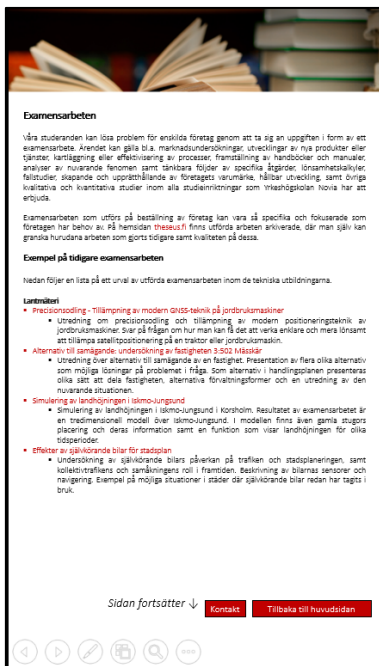 Examensarbeten
Våra studeranden kan lösa problem för enskilda företag genom att ta sig an uppgiften i form av ett
examensarbete. Ärendet kan gälla bl.a. marknadsundersökningar, utvecklingar av nya produkter eller
tjänster, kartläggning eller effektivisering av processer, framställning av handböcker och manualer,
analyser av nuvarande fenomen samt tänkbara följder av specifika åtgärder, lönsamhetskalkyler,
fallstudier, skapande och upprätthållande av företagets varumärke, hållbar utveckling, samt övriga
kvalitativa och kvantitativa studier inom alla studieinriktningar som Yrkeshögskolan Novia har att
erbjuda.
Examensarbeten som utförs på beställning av företag kan vara så specifika och fokuserade som
företagen har behov av. På hemsidan theseus.fi finns utförda arbeten arkiverade, där man själv kan
granska hurudana arbeten som gjorts tidigare samt kvaliteten på dessa.
Exempel på tidigare examensarbeten
Nedan följer en lista på ett urval av utförda examensarbeten inom de tekniska utbildningarna.
Lantmäteri
▪ Precisionsodling - Tillämpning av modern GNSS-teknik på jordbruksmaskiner
▪ Utredning om precisionsodling och tillämpning av modern positioneringsteknik av
jordbruksmaskiner. Svar på frågan om hur man kan få det att verka enklare och mera lönsamt
att tillämpa satellitpositionering på en traktor eller jordbruksmaskin.
▪ Alternativ till samägande: undersökning av fastigheten 3:502 Mässkär
▪ Utredning över alternativ till samägande av en fastighet. Presentation av flera olika alternativ
som möjliga lösningar på problemet i fråga. Som alternativ i handlingsplanen presenteras
olika sätt att dela fastigheten, alternativa förvaltningsformer och en utredning av den
nuvarande situationen.
▪ Simulering av landhöjningen i Iskmo-Jungsund
▪ Simulering av landhöjningen i Iskmo-Jungsund i Korsholm. Resultatet av examensarbetet är
en tredimensionell modell över Iskmo-Jungsund. I modellen finns även gamla stugors
placering och deras information samt en funktion som visar landhöjningen för olika
tidsperioder.
▪ Effekter av självkörande bilar för stadsplan
▪ Undersökning av självkörande bilars påverkan på trafiken och stadsplaneringen, samt
kollektivtrafikens och samåkningens roll i framtiden. Beskrivning av bilarnas sensorer och
navigering. Exempel på möjliga situationer i städer där självkörande bilar redan har tagits i
bruk.
Sidan fortsätter ↓
Kontakt
Tillbaka till huvudsidan